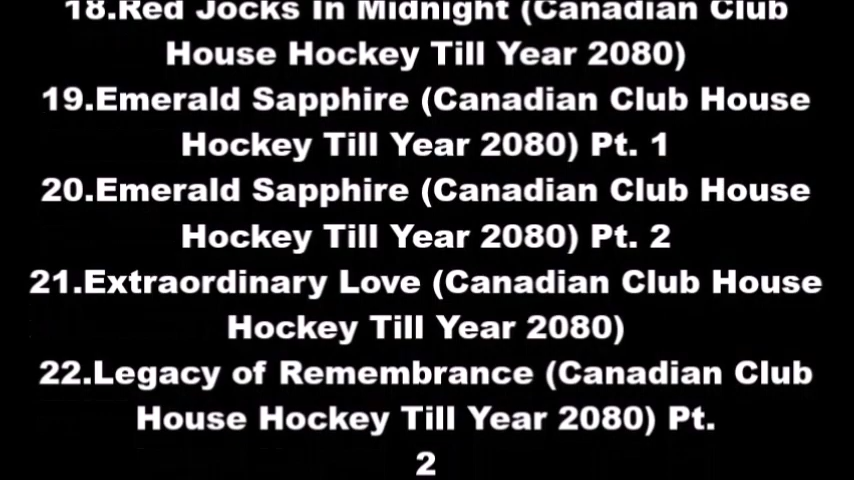 18.Red Jocks In Midnight (Canadian Club
House Hockey Till Year 2080)
19.Emerald Sapphire (Canadian Club House
Hockey Till Year 2080) Pt. 1
20.Emerald Sapphire (Canadian Club House
Hockey Till Year 2080) Pt. 2
21.Extraordinary Love (Canadian Club House
Hockey Till Year 2080)
22.Legacy of Remembrance (Canadian Club
House Hockey Till Year 2080) Pt.
2